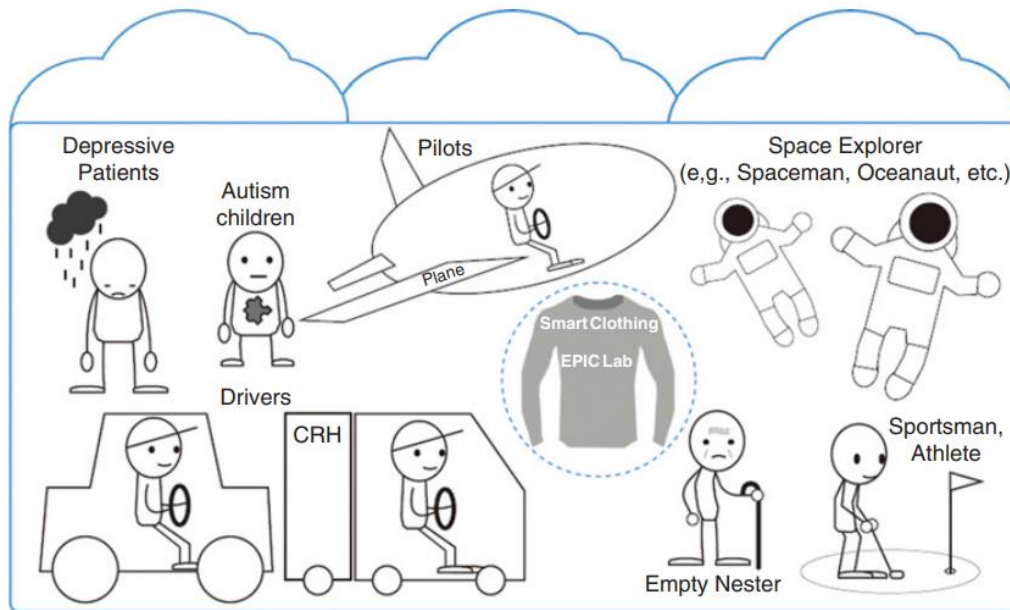 Depressive
Patients
Autism
children
Pilots
Plane
Space Explorer
(e,g., Spaceman, Oceanaut, etc.)
Smart Clothing
EPIC Lab
Drivers
CRH
Empty Nester
Sportsman,
Athlete